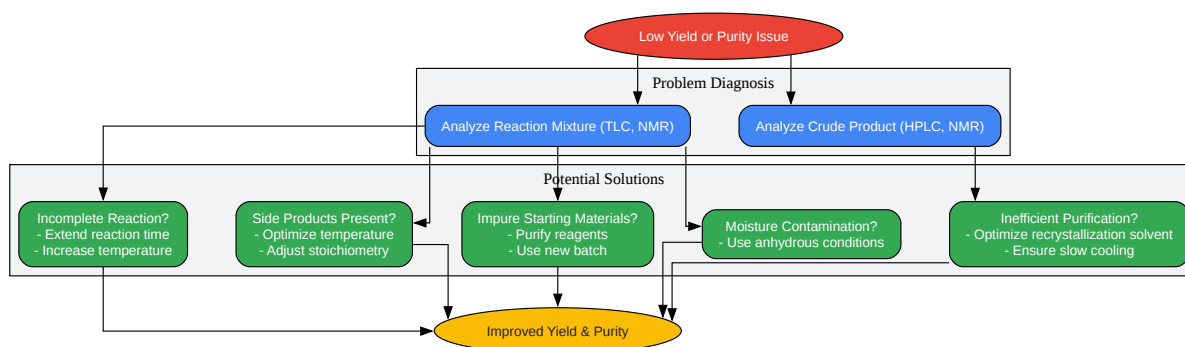 Low Yield or Purity Issue
Problem Diagnosis
Analyze Reaction Mixture (TLC, NMR)
Analyze Crude Product (HPLC, NMR)
Potential Solutions
Incomplete Reaction?
- Extend reaction time
- Increase temperature
Side Products Present?
- Optimize temperature
- Adjust stoichiometry
Impure Starting Materials?
- Purify reagents
- Use new batch
Moisture Contamination?
- Use anhydrous conditions
Inefficient Purification?
- Optimize recrystallization solvent
- Ensure slow cooling
Improved Yield & Purity